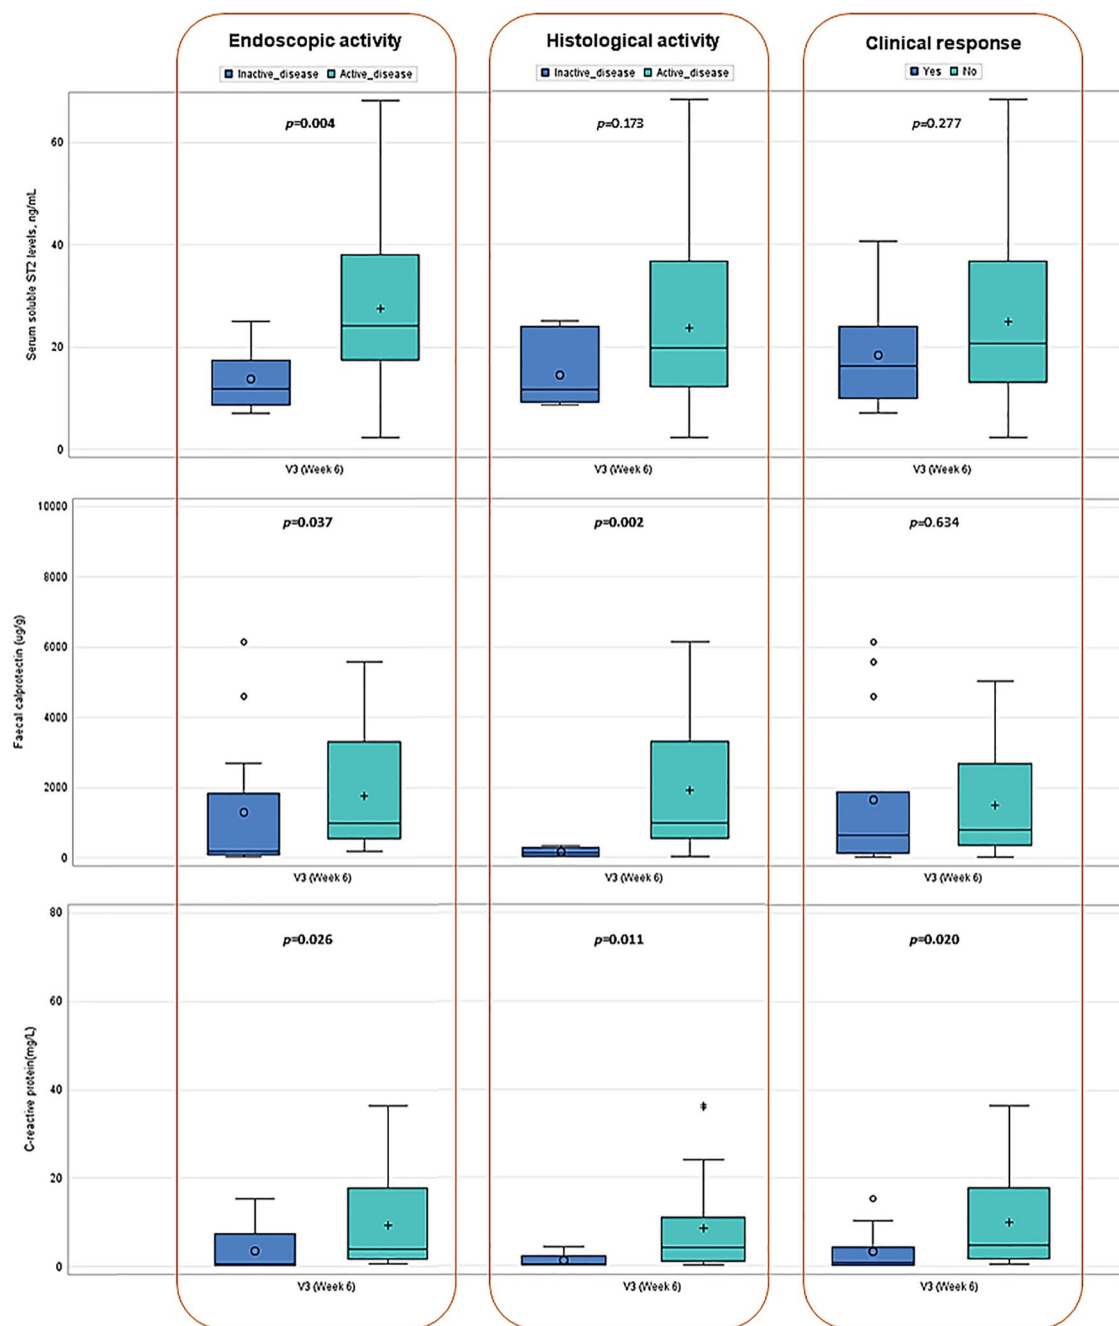 Endoscopic activity
Histological activity
Clinical response
Inactive_disease Active_disease
Inactive_disease Active_disease
Yes No
Serum soluble ST2 levels, ng/mL
60
40
20
0
p=0.004
p=0.173
p=0.277
V3 (Week 6)
V3 (Week 6)
V3 (Week 6)
Faecal calprotectin (ug/g)
10000
8000
6000
4000
2000
0
p=0.037
p=0.002
p=0.634
V3 (Week 6)
V3 (Week 6)
V3 (Week 6)
C-reactive protein(mg/L)
80
60
40
20
0
p=0.026
p=0.011
p=0.020
V3 (Week 6)
V3 (Week 6)
V3 (Week 6)